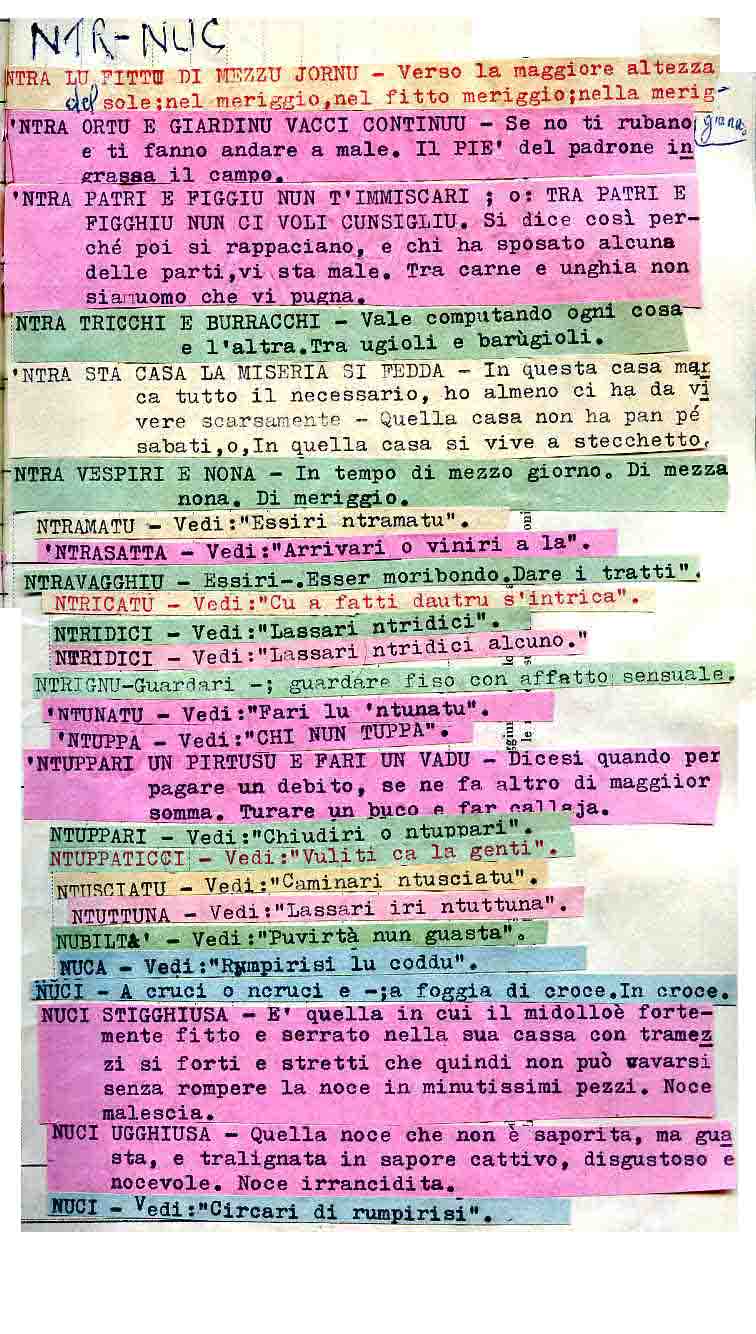 NTR-NUC
NTRA LU FITTU DI MEZZU JORNU - Verso la maggiore altezza
del sole;nel meriggio,nel fitto meriggio;nella merig-
'NTRA ORTU E GIARDINU VACCI CONTINUU - Se no ti rubano
e ti fanno andare a male. Il PIE' del padrone in
grassa il campo.
'NTRA PATRI E FIGGIU NUN T'IMMISCARI ; o: TRA PATRI E
FIGGHIU NUN CI VOLI CUNSIGLIU. Si dice così per-
ché poi si rappaciano, e chi ha sposato alcuna
delle parti,vi sta male. Tra carne e unghia non
sianuomo che vi pugna.
NTRA TRICCHI E BURRACCHI - Vale computando ogni cosa
e l'altra.Tra ugioli e barùgioli.
'NTRA STA CASA LA MISERIA SI FEDDA - In questa casa mar
ca tutto il necessario, ho almeno ci ha da vi
vere scarsamente - Quella casa non ha pan pé
sabati,o,In quella casa si vive a stecchetto.
NTRA VESPIRI E NONA - In tempo di mezzo giorno. Di mezza
nona. Di meriggio.
NTRAMATU - Vedi:"Essiri ntramatu".
'NTRASATTA - Vedi:"Arrivari o viniri a la".
NTRAVAGGHIU - Essiri-.Esser moribondo.Dare i tratti".
NTRICATU - Vedi:"Cu a fatti dautru s'intrica".
NTRIDICI - Vedi:"Lassari ntridici".
NTRIDICI - Vedi:"Lassari ntridici alcuno."
NTRIGNU-Guardari -; guardare fiso con affatto sensuale.
'NTUNATU - Vedi:"Fari lu 'ntunatu".
'NTUPPA - Vedi:"CHI NUN TUPPA".
'NTUPPARI UN PIRTUSU E FARI UN VADU - Dicesi quando per
pagare un debito, se ne fa altro di maggiior
somma. Turare un buco e far callaja.
NTUPPARI - Vedi:"Chiudiri o ntuppari".
NTUPPATICCI - Vedi:"Vuliti ca la genti".
NTUSCIATU - Vedi:"Caminari ntusciatu".
NTUTTUNA - Vedi:"Lassari iri ntuttuna".
NUBILTA' - Vedi:"Puvirtà nun guasta".
NUCA - Vedi:"Rumpirisi lu coddu".
NUCI - A cruci o ncruci e -;a foggia di croce.In croce.
NUCI STIGGHIUSA - E' quella in cui il midolloè forte-
mente fitto e serrato nella sua cassa con tramez
zi si forti e stretti che quindi non può cavarsi
senza rompere la noce in minutissimi pezzi. Noce
malescia.
NUCI UGGHIUSA - Quella noce che non è saporita, ma gua
sta, e tralignata in sapore cattivo, disgustoso e
nocevole. Noce irrancidita.
NUCI - Vedi:"Circari di rumpirisi".